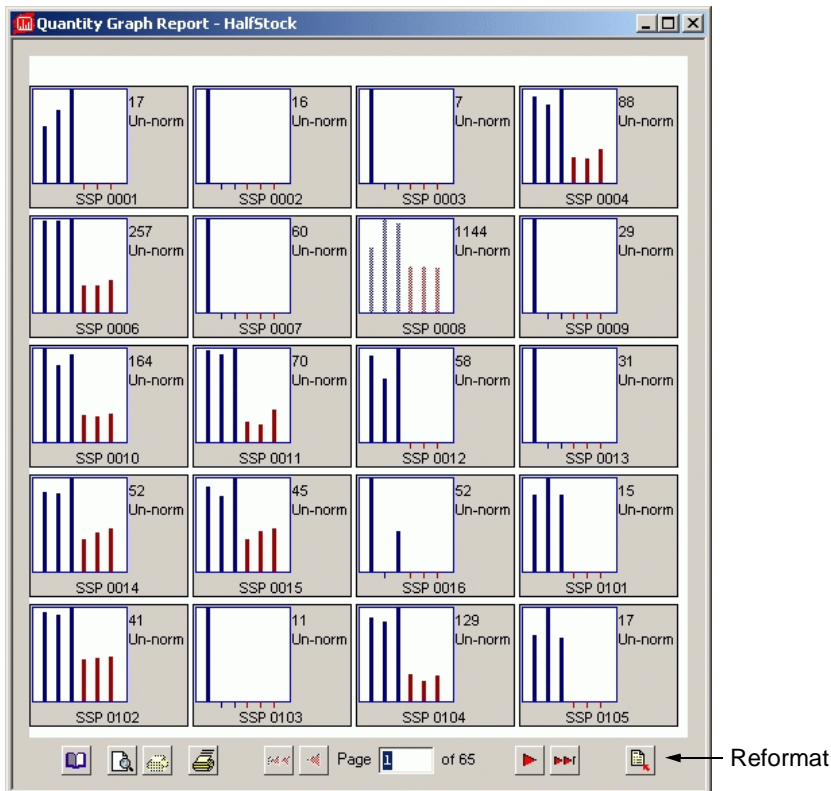 Quantity Graph Report - HalfStock
17
Un-norm
SSP 0001
16
Un-norm
SSP 0002
7
Un-norm
SSP 0003
88
Un-norm
SSP 0004
257
Un-norm
SSP 0006
60
Un-norm
SSP 0007
1144
Un-norm
SSP 0008
29
Un-norm
SSP 0009
164
Un-norm
SSP 0010
70
Un-norm
SSP 0011
58
Un-norm
SSP 0012
31
Un-norm
SSP 0013
52
Un-norm
SSP 0014
45
Un-norm
SSP 0015
52
Un-norm
SSP 0016
15
Un-norm
SSP 0101
41
Un-norm
SSP 0102
11
Un-norm
SSP 0103
129
Un-norm
SSP 0104
17
Un-norm
SSP 0105
Page 1 of 65
Reformat